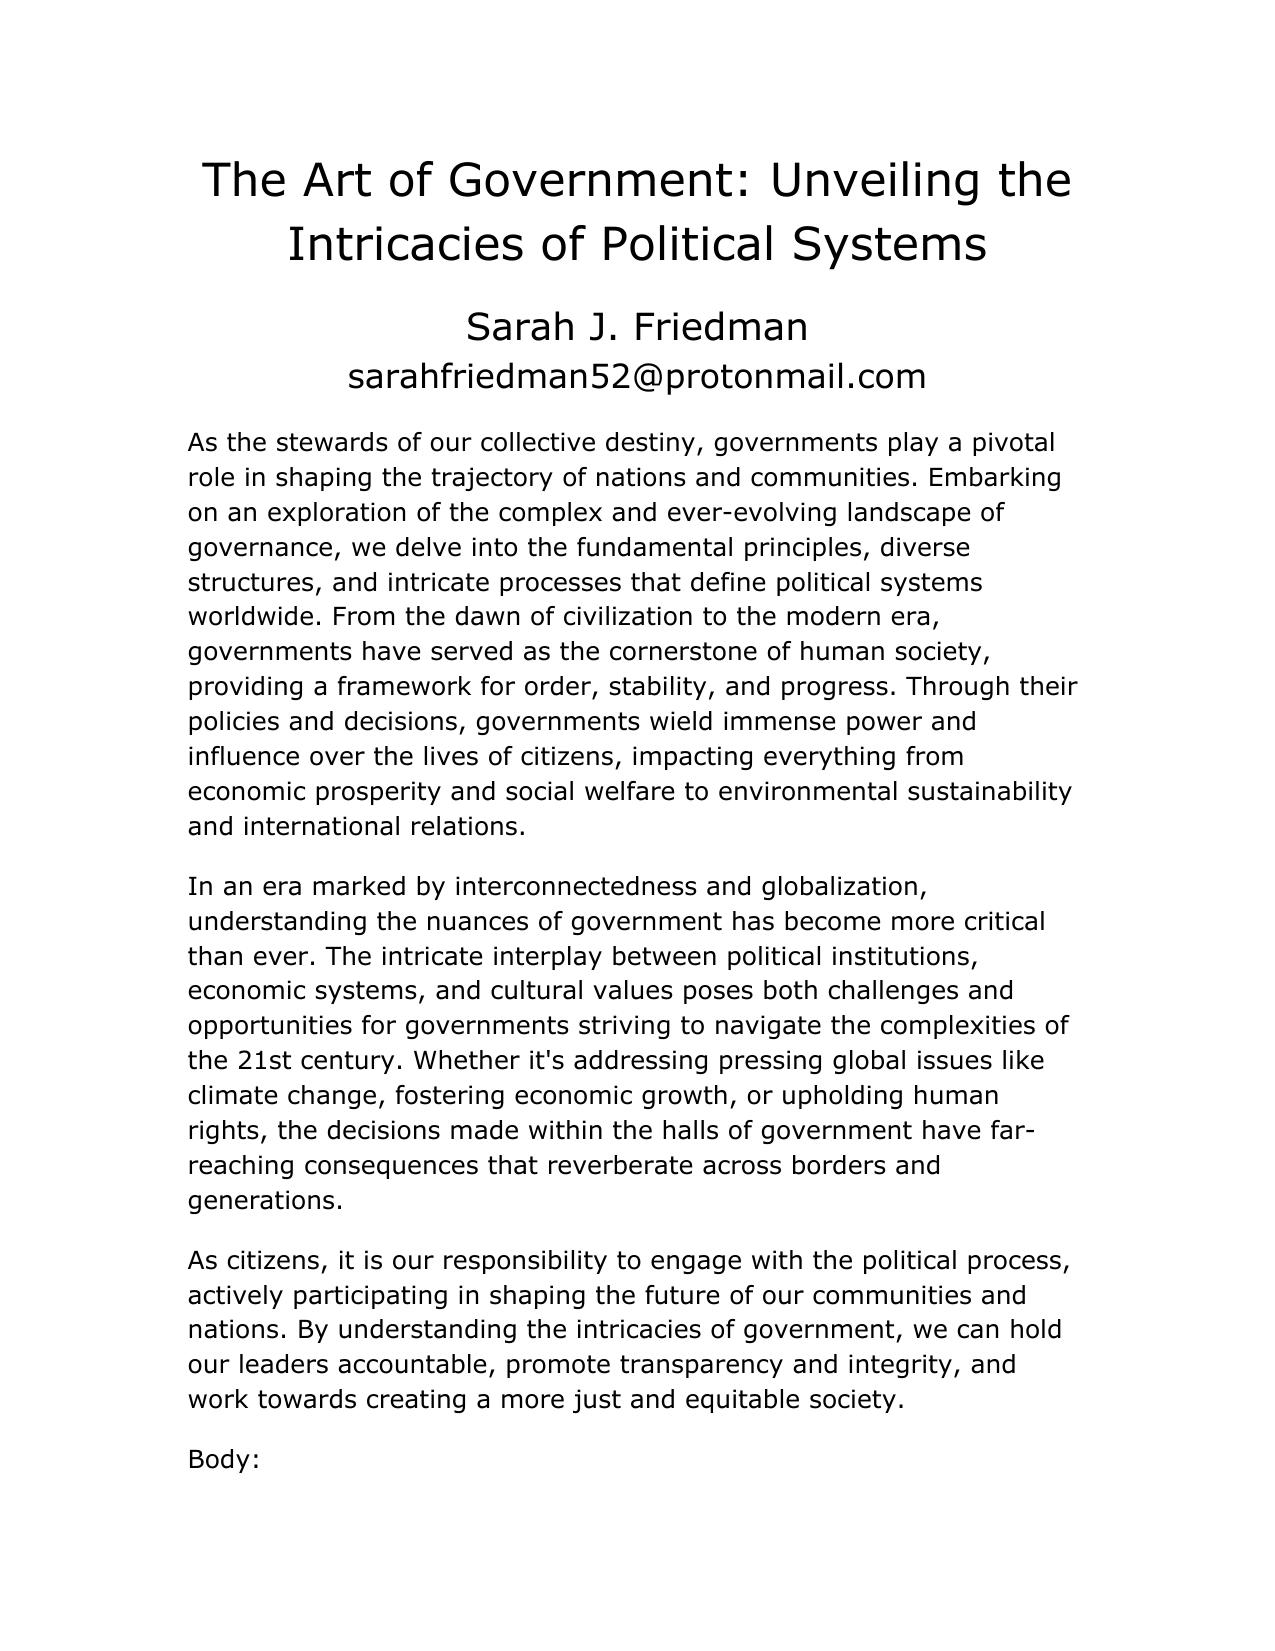 The Art of Government: Unveiling the
Intricacies of Political Systems
Sarah J. Friedman
sarahfriedman52@protonmail.com
As the stewards of our collective destiny, governments play a pivotal
role in shaping the trajectory of nations and communities. Embarking
on an exploration of the complex and ever-evolving landscape of
governance, we delve into the fundamental principles, diverse
structures, and intricate processes that define political systems
worldwide. From the dawn of civilization to the modern era,
governments have served as the cornerstone of human society,
providing a framework for order, stability, and progress. Through their
policies and decisions, governments wield immense power and
influence over the lives of citizens, impacting everything from
economic prosperity and social welfare to environmental sustainability
and international relations.
In an era marked by interconnectedness and globalization,
understanding the nuances of government has become more critical
than ever. The intricate interplay between political institutions,
economic systems, and cultural values poses both challenges and
opportunities for governments striving to navigate the complexities of
the 21st century. Whether it's addressing pressing global issues like
climate change, fostering economic growth, or upholding human
rights, the decisions made within the halls of government have far-
reaching consequences that reverberate across borders and
generations.
As citizens, it is our responsibility to engage with the political process,
actively participating in shaping the future of our communities and
nations. By understanding the intricacies of government, we can hold
our leaders accountable, promote transparency and integrity, and
work towards creating a more just and equitable society.
Body: